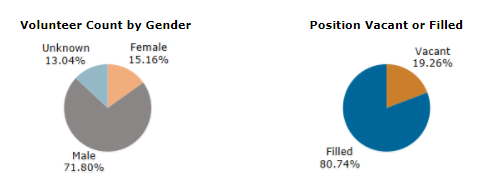 Volunteer Count by Gender
Unknown
13.04%
Female
15.16%
Male
71.80%
Position Vacant or Filled
Vacant
19.26%
Filled
80.74%